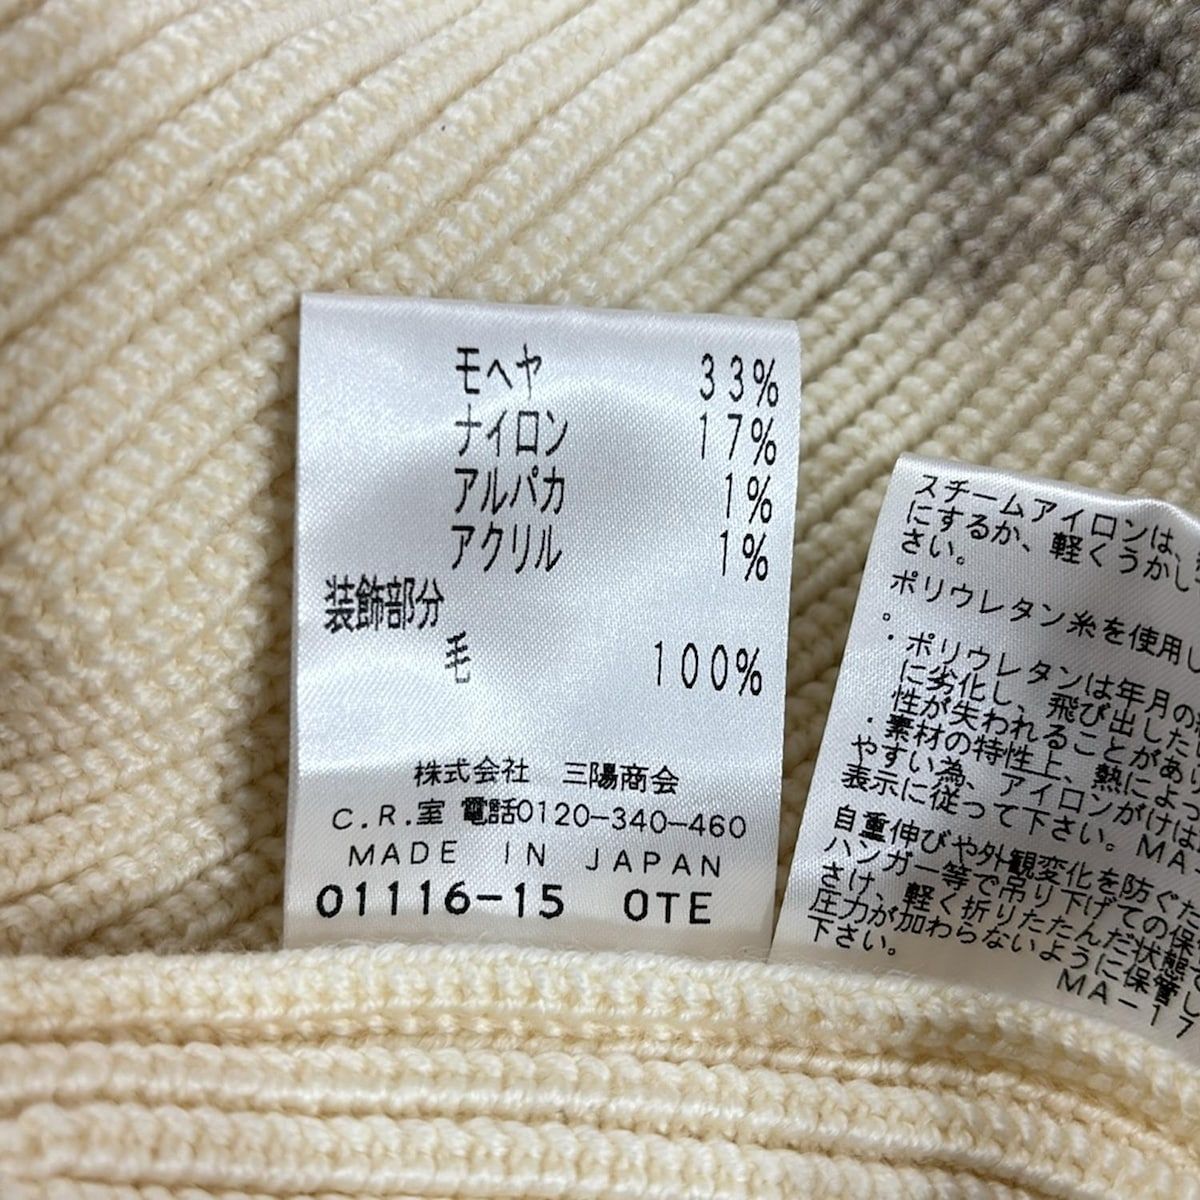 モヘヤ 33%
ナイロン 17%
アルパカ 1%
アクリル 1%
装飾部分
毛 100%
株式会社 三陽商会
C.R.室 電話0120-340-460
MADE IN JAPAN
01116-15 OTE
スチームアイロンは、
にするか、軽くうかし
さい。
ポリウレタン糸を使用し
。
・ポリウレタンは年月の経
に劣化し、飛び出した
性が失われることがあり
・素材の特性上、熱によっ
やすい為、アイロンがけは
表示に従って下さい。MA-
自重伸びや外観変化を防ぐた
ハンガー等で吊り下げての保
さけ、軽く折りたたんだ状態
圧力が加わらないように保管し
下さい。
MA-17